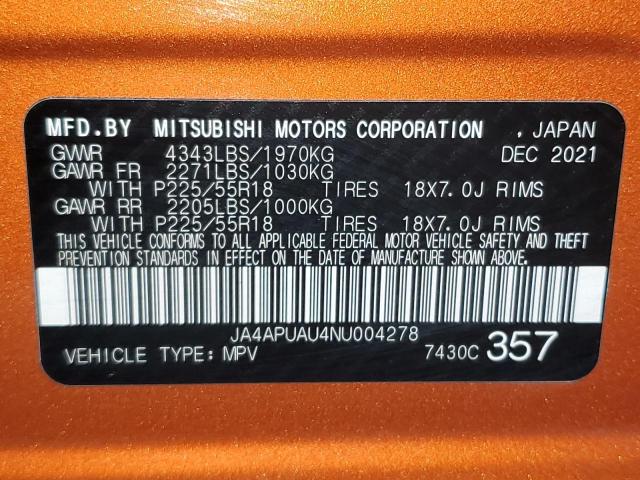 MFD.BY MITSUBISHI MOTORS CORPORATION , JAPAN
GVWR 4343LBS/1970KG DEC 2021
GAWR FR 2271LBS/1030KG
WITH P225/55R18 TIRES 18X7.0J RIMS
GAWR RR 2205LBS/1000KG
WITH P225/55R18 TIRES 18X7.0J RIMS
THIS VEHICLE CONFORMS TO ALL APPLICABLE FEDERAL MOTOR VEHICLE SAFETY AND THEFT
PREVENTION STANDARDS IN EFFECT ON THE DATE OF MANUFACTURE SHOWN ABOVE.
JA4APUAU4NU004278
VEHICLE TYPE: MPV 7430C 357